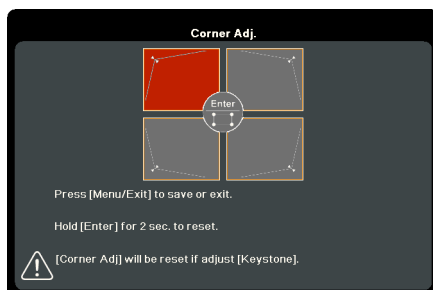 Corner Adj.
Enter
Press [Menu/Exit] to save or exit.
Hold [Enter] for 2 sec. to reset.
[Corner Adj] will be reset if adjust [Keystone].